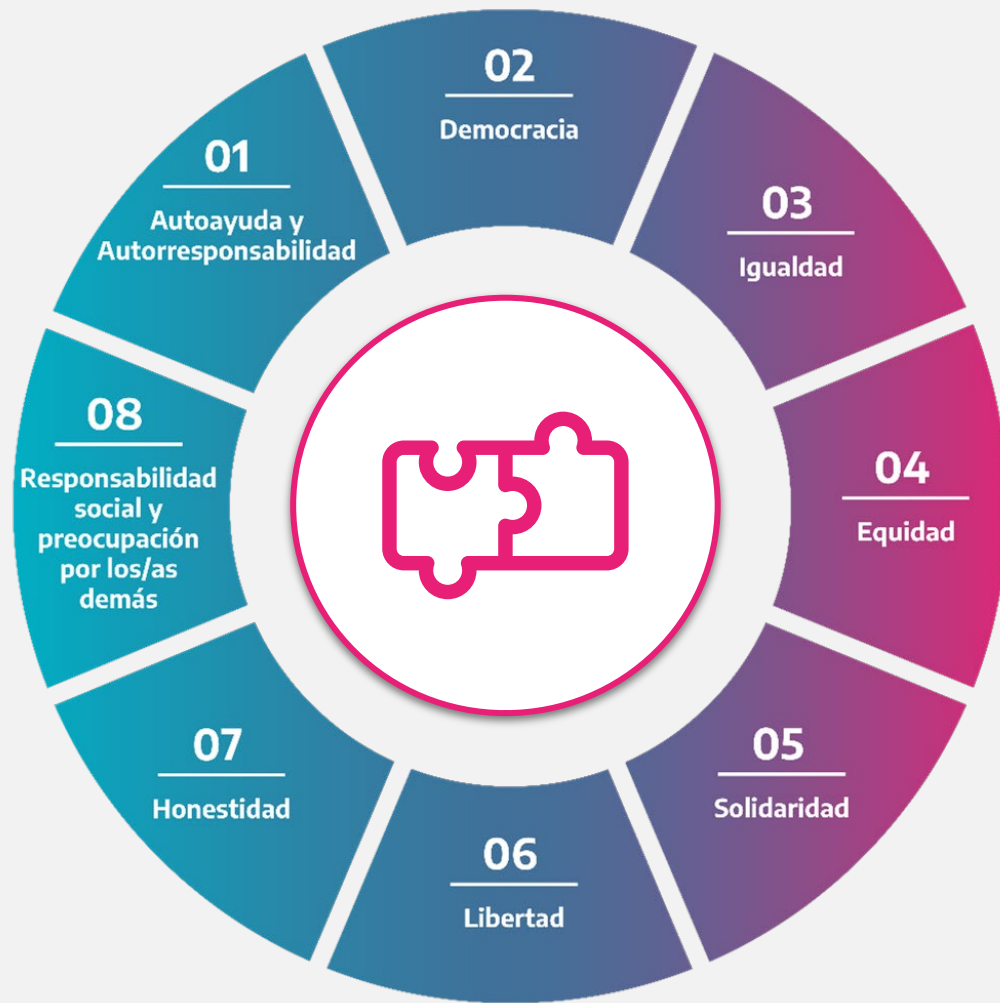 01
Autoayuda y
Autorresponsabilidad
02
Democracia
03
Igualdad
04
Equidad
05
Solidaridad
06
Libertad
07
Honestidad
08
Responsabilidad
social y
preocupación
por los/as
demás